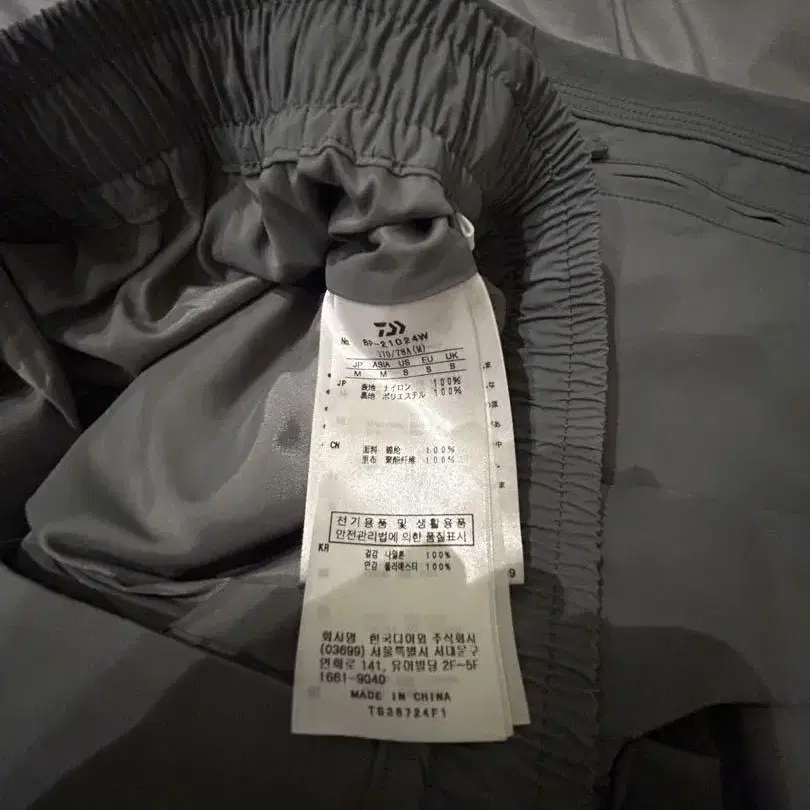 No. BP-21024W
170/78A(M)
JP ASIA US EU UK
M M S S S
JP 表地 ナイロン 100%
裏地 ポリエステル 100%
CN 面料 锦纶 100%
里布 聚酯纤维 100%
전기용품 및 생활용품
안전관리법에 의한 품질표시
KR 겉감 나일론 100%
안감 폴리에스터 100%
회사명 한국다이와 주식회사
(03699) 서울특별시 서대문구
연희로 141, 유어빌딩 2F~5F
1661-9040
MADE IN CHINA
TG38724F1
9